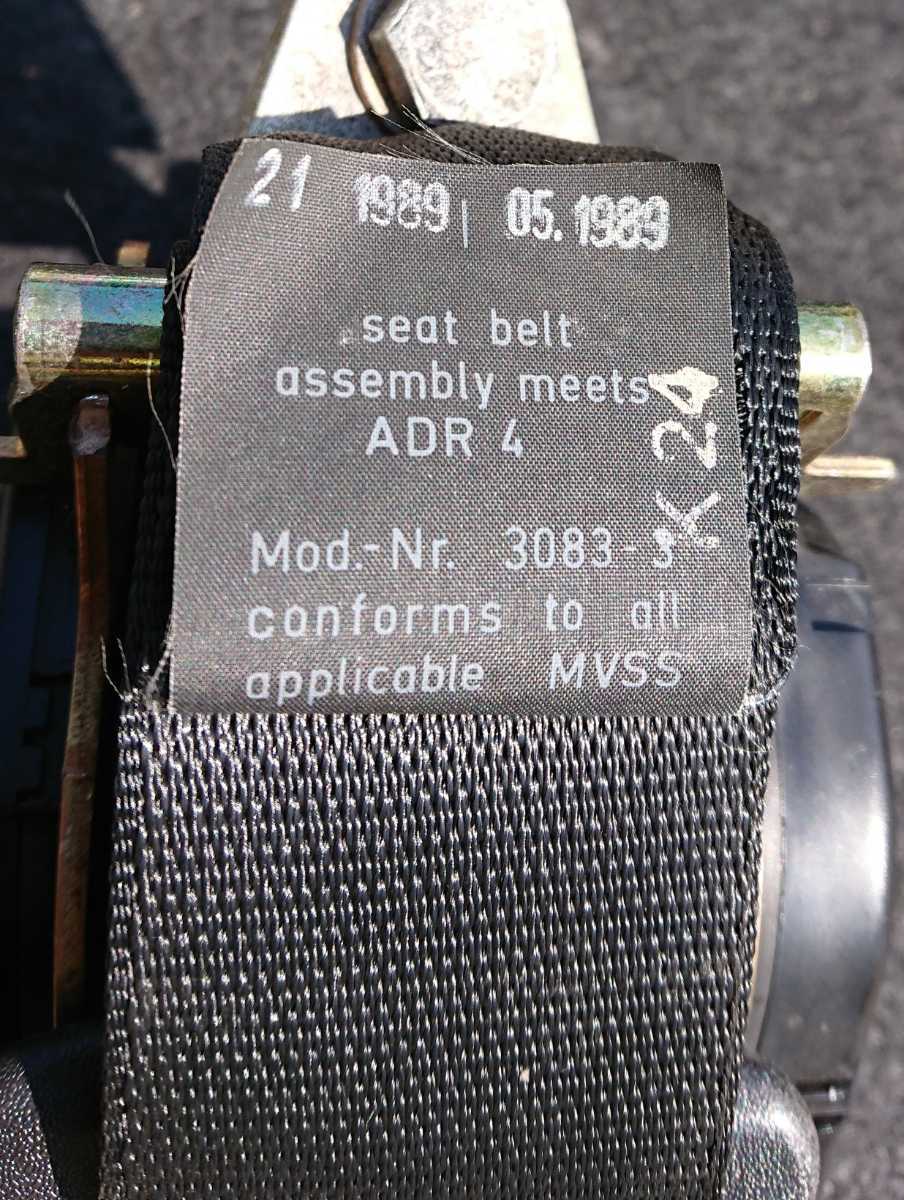 21 1989 | 05.1989
seat belt
assembly meets
ADR 4
K 24
Mod.-Nr. 3083-3
conforms to all
applicable MVSS